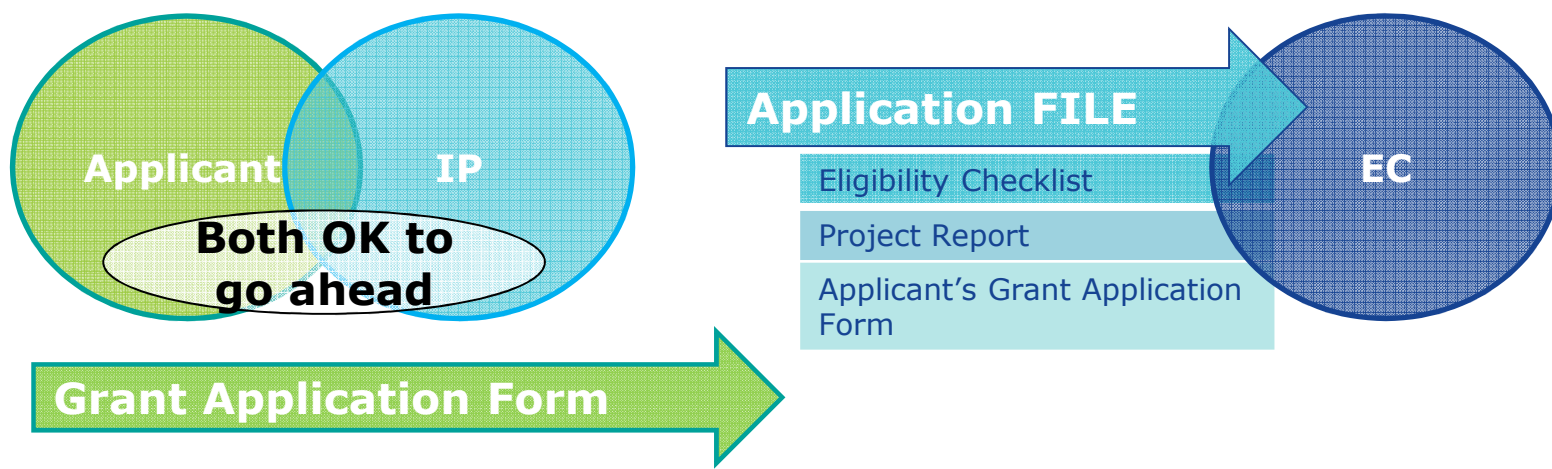 Applicant
IP
Both OK to
go ahead
Grant Application Form
Application FILE
Eligibility Checklist
Project Report
Applicant’s Grant Application
Form
EC